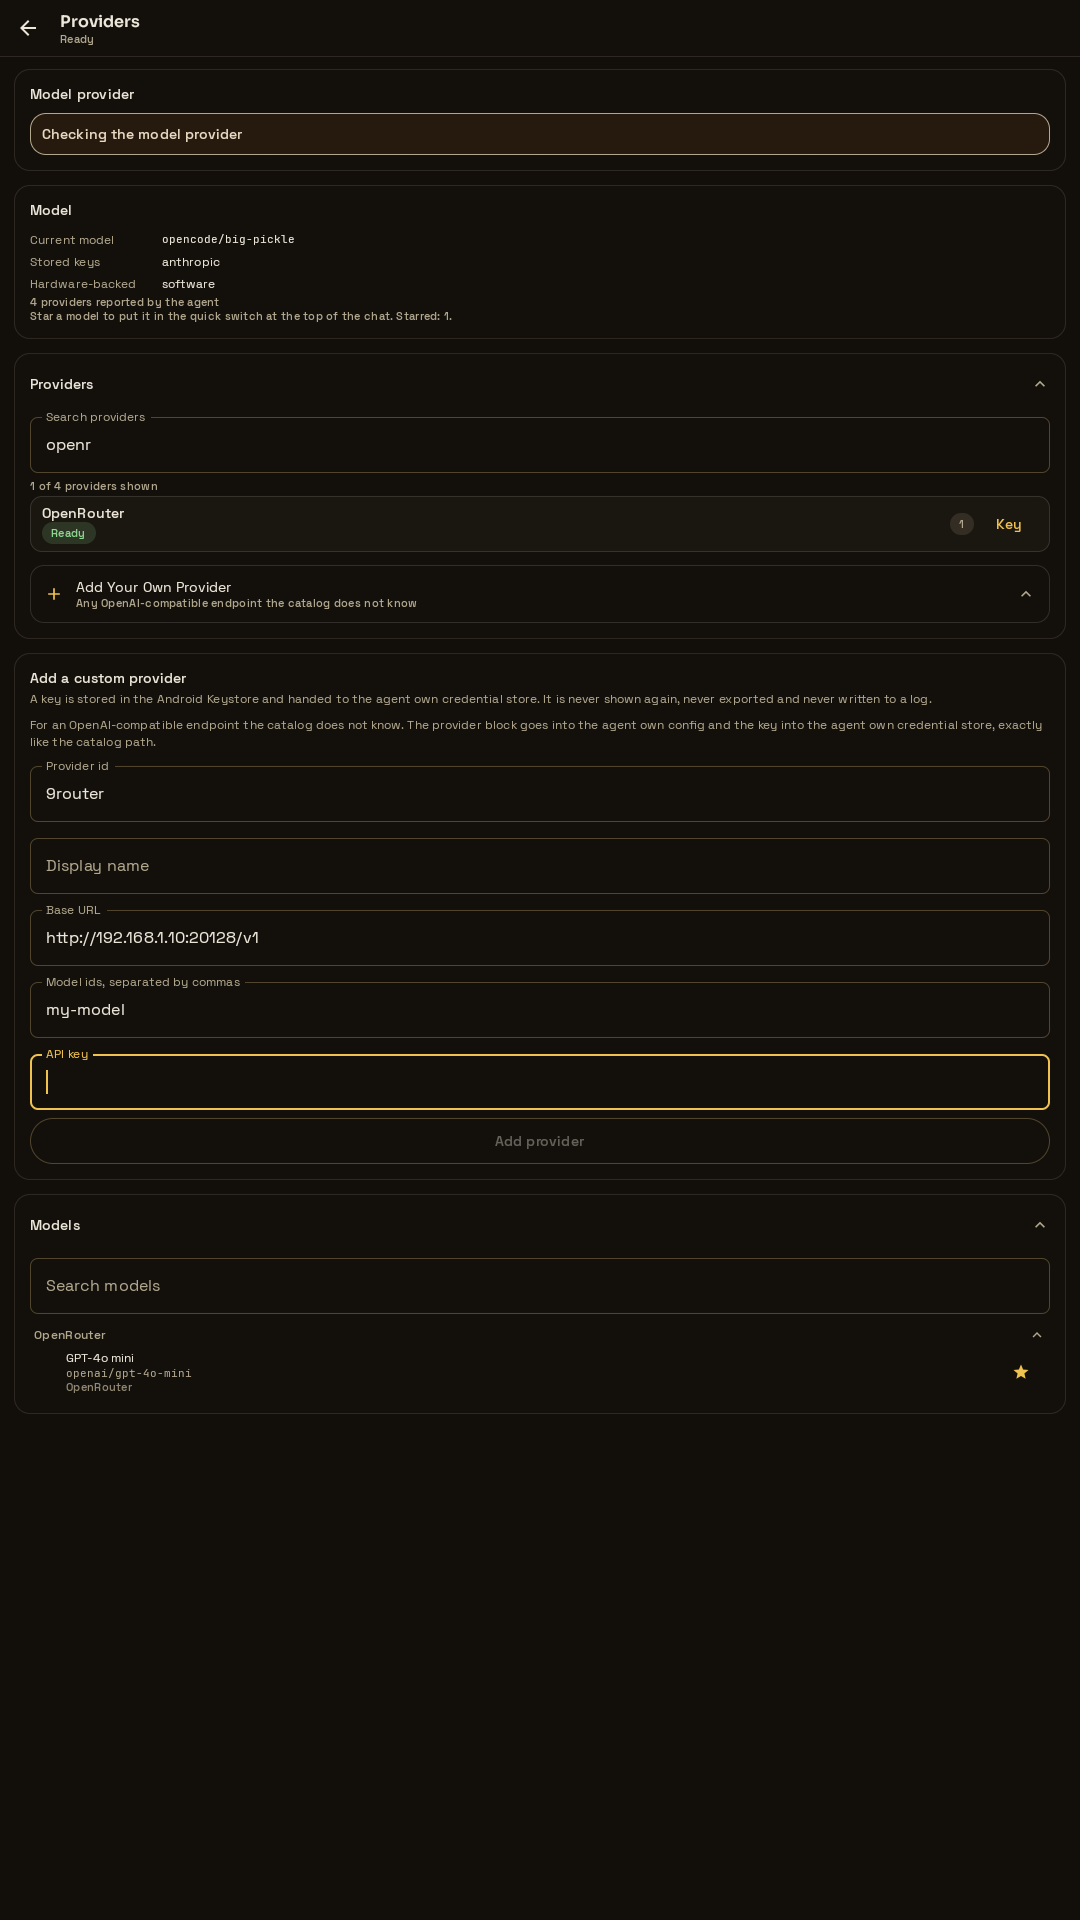 Providers
Ready
Model provider
Checking the model provider
Model
Current model opencode/big-pickle
Stored keys anthropic
Hardware-backed software
4 providers reported by the agent
Star a model to put it in the quick switch at the top of the chat. Starred: 1.
Providers
Search providers
openr
1 of 4 providers shown
OpenRouter
Ready
1 Key
Add Your Own Provider
Any OpenAI-compatible endpoint the catalog does not know
Add a custom provider
A key is stored in the Android Keystore and handed to the agent own credential store. It is never shown again, never exported and never written to a log.
For an OpenAI-compatible endpoint the catalog does not know. The provider block goes into the agent own config and the key into the agent own credential store, exactly
like the catalog path.
Provider id
9router
Display name
Base URL
http://192.168.1.10:20128/v1
Model ids, separated by commas
my-model
API key
Add provider
Models
Search models
OpenRouter
GPT-4o mini
openai/gpt-4o-mini
OpenRouter